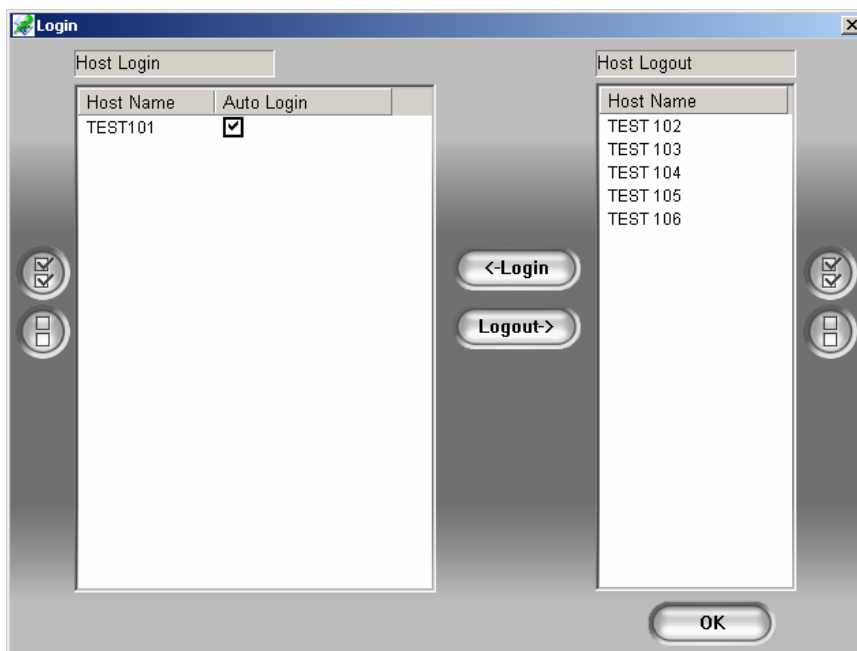 Login
Host Login
Host Name Auto Login
TEST101
<-Login
Logout->
Host Logout
Host Name
TEST 102
TEST 103
TEST 104
TEST 105
TEST 106
OK